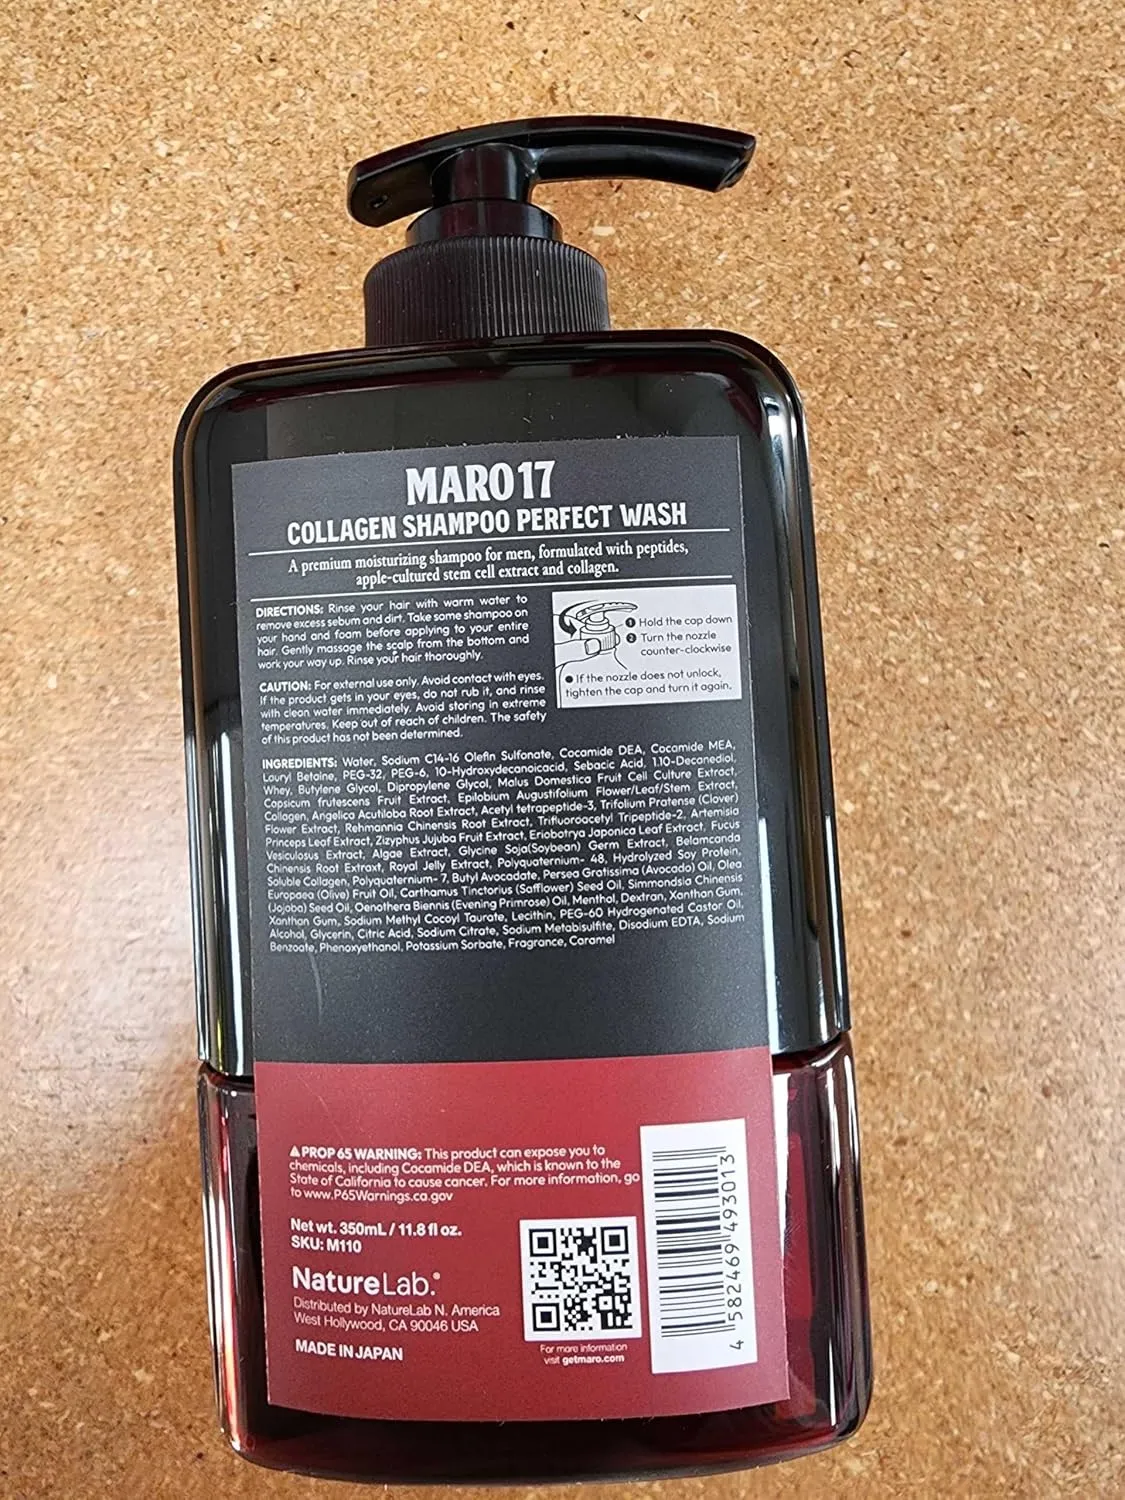 MARO17
COLLAGEN SHAMPOO PERFECT WASH
A premium moisturizing shampoo for men, formulated with peptides,
apple-cultured stem cell extract and collagen.
DIRECTIONS: Rinse your hair with warm water to
remove excess sebum and dirt. Take some shampoo on
your hand and foam before applying to your entire
hair. Gently massage the scalp from the bottom and
work your way up. Rinse your hair thoroughly.
1 Hold the cap down
2 Turn the nozzle
counter-clockwise
● If the nozzle does not unlock,
tighten the cap and turn it again.
CAUTION: For external use only. Avoid contact with eyes.
If the product gets in your eyes, do not rub it, and rinse
with clean water immediately. Avoid storing in extreme
temperatures. Keep out of reach of children. The safety
of this product has not been determined.
INGREDIENTS: Water, Sodium C14-16 Olefin Sulfonate, Cocamide DEA, Cocamide MEA,
Lauryl Betaine, PEG-32, PEG-6, 10-Hydroxydecanoicacid, Sebacic Acid, 1.10-Decanediol,
Whey, Butylene Glycol, Dipropylene Glycol, Malus Domestica Fruit Cell Culture Extract,
Capsicum frutescens Fruit Extract, Epilobium Augustifolium Flower/Leaf/Stem Extract,
Collagen, Angelica Acutiloba Root Extract, Acetyl tetrapeptide-3, Trifolium Pratense (Clover)
Flower Extract, Rehmannia Chinensis Root Extract, Trifluoroacetyl Tripeptide-2, Artemisia
Princeps Leaf Extract, Zizyphus Jujuba Fruit Extract, Eriobotrya Japonica Leaf Extract, Fucus
Vesiculosus Extract, Algae Extract, Glycine Soja(Soybean) Germ Extract, Belamcanda
Chinensis Root Extraxt, Royal Jelly Extract, Polyquaternium- 48, Hydrolyzed Soy Protein,
Soluble Collagen, Polyquaternium- 7, Butyl Avocadate, Persea Gratissima (Avocado) Oil, Olea
Europaea (Olive) Fruit Oil, Carthamus Tinctorius (Safflower) Seed Oil, Simmondsia Chinensis
(Jojoba) Seed Oil, Oenothera Biennis (Evening Primrose) Oil, Menthol, Dextran, Xanthan Gum,
Xanthan Gum, Sodium Methyl Cocoyl Taurate, Lecithin, PEG-60 Hydrogenated Castor Oil,
Alcohol, Glycerin, Citric Acid, Sodium Citrate, Sodium Metabisulfite, Disodium EDTA, Sodium
Benzoate, Phenoxyethanol, Potassium Sorbate, Fragrance, Caramel
PROP 65 WARNING: This product can expose you to
chemicals, including Cocamide DEA, which is known to the
State of California to cause cancer. For more information, go
to www.P65Warnings.ca.gov
Net wt. 350mL / 11.8 fl oz.
SKU: M110
NatureLab.®
Distributed by NatureLab N. America
West Hollywood, CA 90046 USA
MADE IN JAPAN
For more information
visit getmaro.com
4 582469 493013